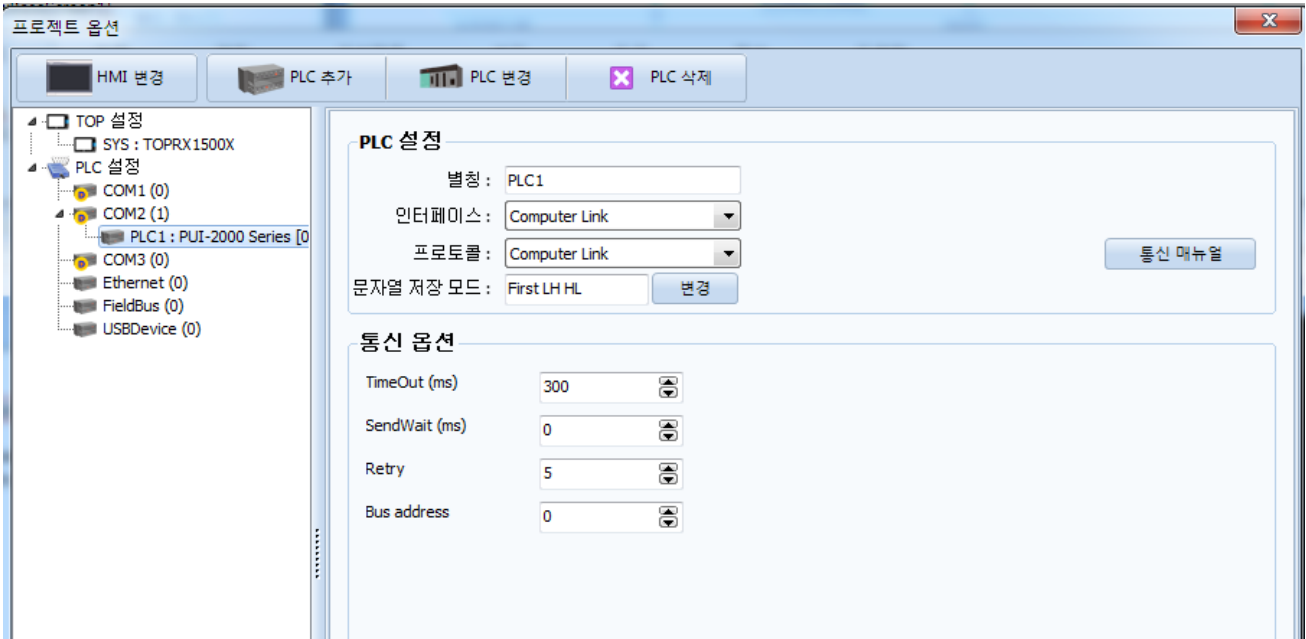 프로젝트 옵션
HMI 변경
PLC 추가
PLC 변경
PLC 삭제
TOP 설정
SYS : TOPRX1500X
PLC 설정
COM1 (0)
COM2 (1)
PLC1 : PUI-2000 Series [0
COM3 (0)
Ethernet (0)
FieldBus (0)
USBDevice (0)
PLC 설정
별칭 : PLC1
인터페이스 : Computer Link
프로토콜 : Computer Link
통신 매뉴얼
문자열 저장 모드 : First LH HL 변경
통신 옵션
TimeOut (ms) 300
SendWait (ms) 0
Retry 5
Bus address 0